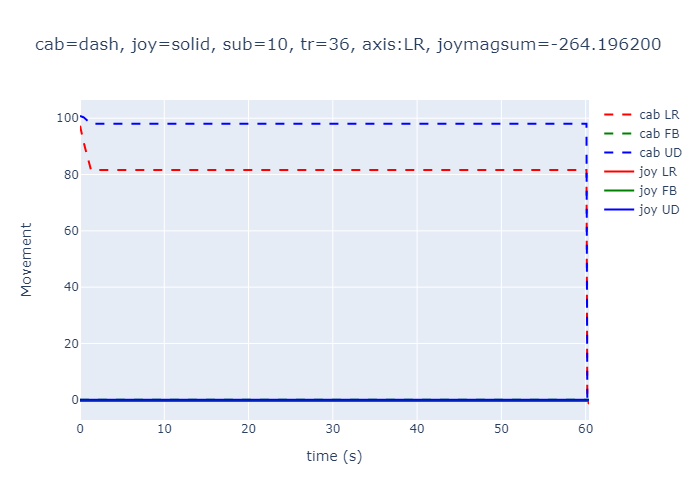 cab=dash, joy=solid, sub=10, tr=36, axis:LR, joymagsum=-264.196200
cab LR
cab FB
cab UD
joy LR
joy FB
joy UD
100
80
60
40
20
0
Movement
0 10 20 30 40 50 60
time (s)